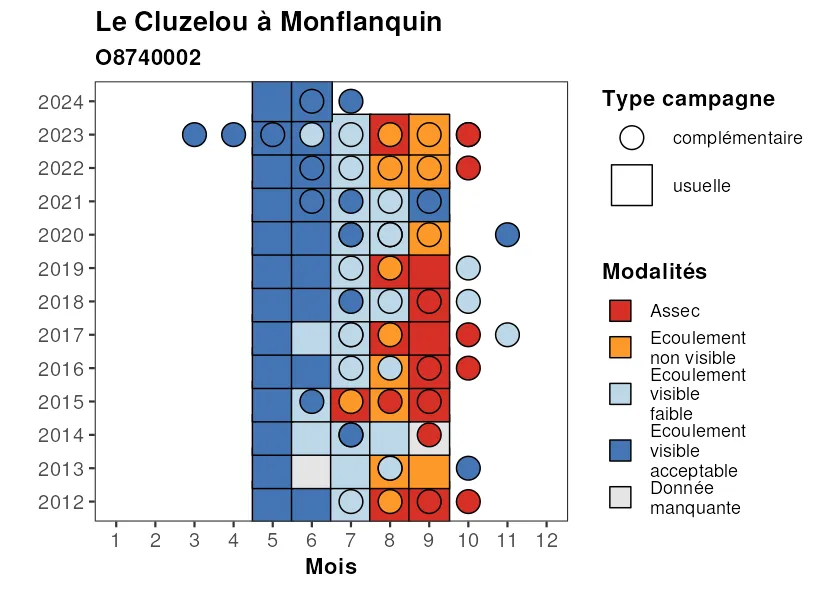 Le Cluzelou à Monflanquin
O8740002
2024
2023
2022
2021
2020
2019
2018
2017
2016
2015
2014
2013
2012
1 2 3 4 5 6 7 8 9 10 11 12
Mois
Type campagne
complémentaire
usuelle
Modalités
Assec
Ecoulement
non visible
Ecoulement
visible
faible
Ecoulement
visible
acceptable
Donnée
manquante